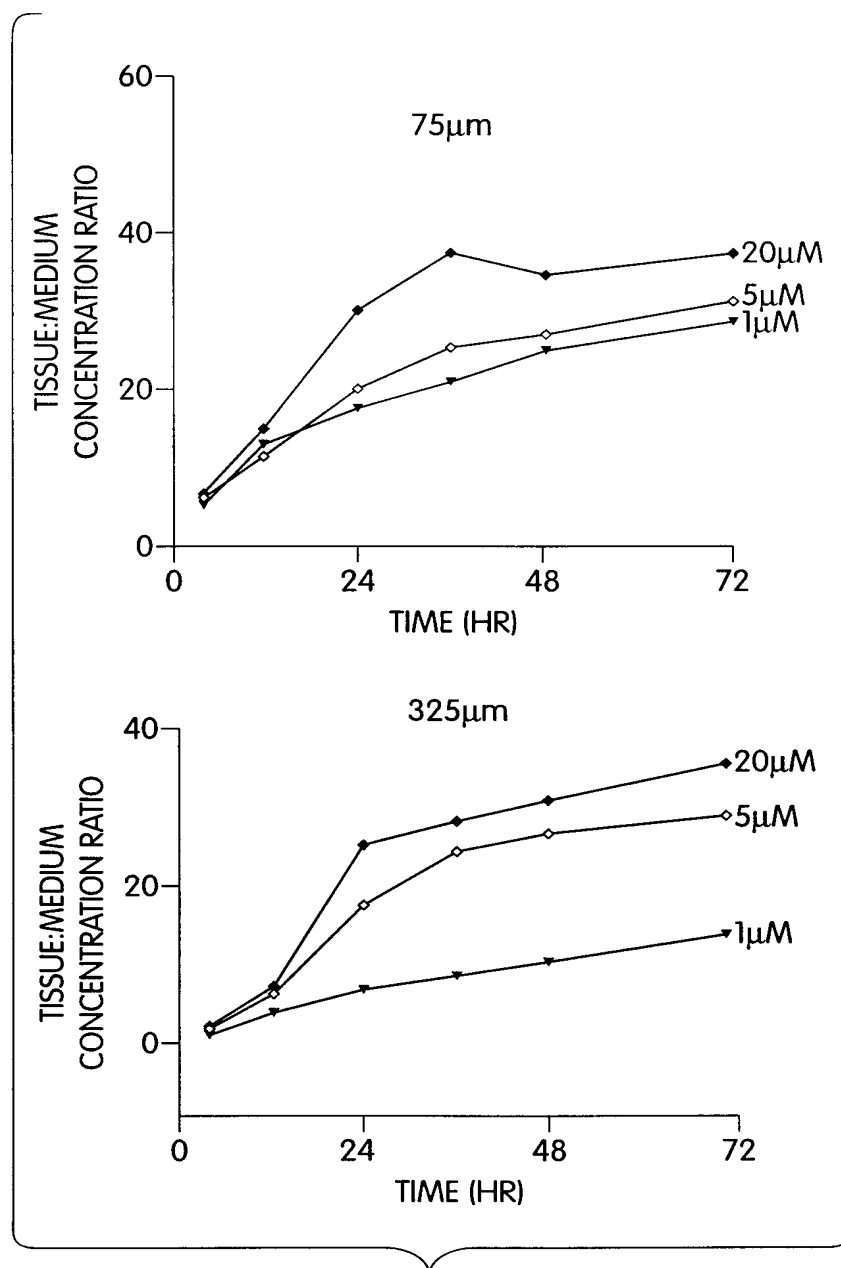 75μm
60
40
20
0
TISSUE:MEDIUM
CONCENTRATION RATIO
20μM
5μM
1μM
0 24 48 72
TIME (HR)
325μm
40
20
0
TISSUE:MEDIUM
CONCENTRATION RATIO
20μM
5μM
1μM
0 24 48 72
TIME (HR)